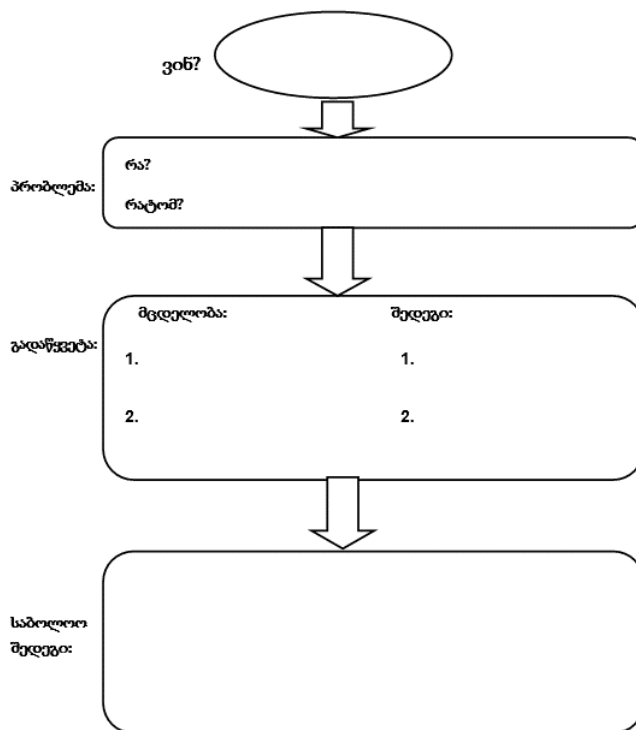 ვინ?
რა?
პრობლემა:
რატომ?
მცდელობა: შედეგი:
გადაწყვეტა:
1. 1.
2. 2.
საბოლოო
შედეგი: